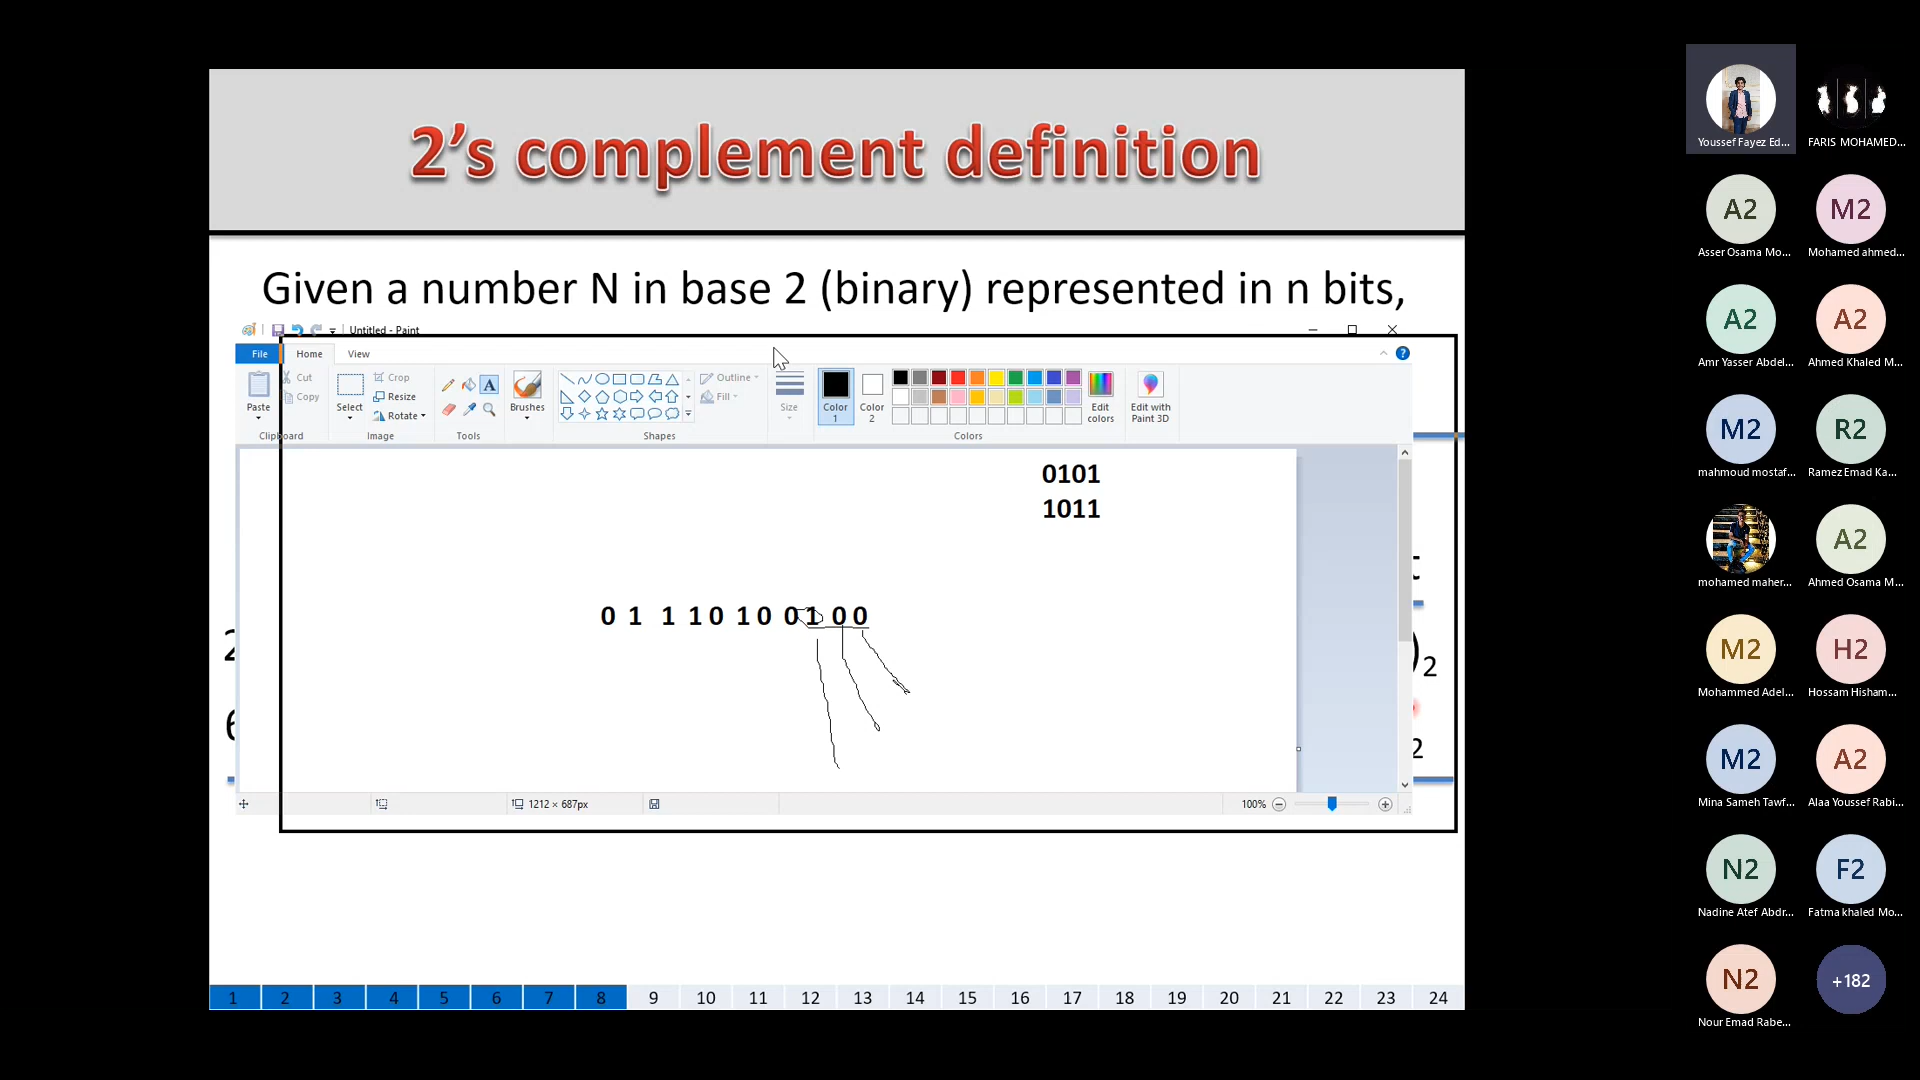 2's complement definition
Given a number N in base 2 (binary) represented in n bits,
Untitled - Paint
File Home View
Paste
Cut
Copy
Clipboard
Select
Crop
Resize
Rotate
Image
Tools
Brushes
Shapes
Outline
Fill
Size
Color 1
Color 2
Edit colors
Edit with Paint 3D
Colors
0101
1011
0 1 1 1 0 1 0 0 1 0 0
t
2
)2
6
2
1212 × 687px
100%
1 2 3 4 5 6 7 8 9 10 11 12 13 14 15 16 17 18 19 20 21 22 23 24
Youssef Fayez Ed...
FARIS MOHAMED...
A2
M2
Asser Osama Mo...
Mohamed ahmed...
A2
A2
Amr Yasser Abdel...
Ahmed Khaled M...
M2
R2
mahmoud mostaf...
Ramez Emad Ka...
A2
mohamed maher...
Ahmed Osama M...
M2
H2
Mohammed Adel...
Hossam Hisham...
M2
A2
Mina Sameh Tawf...
Alaa Youssef Rabi...
N2
F2
Nadine Atef Abdr...
Fatma khaled Mo...
N2
+182
Nour Emad Rabe...